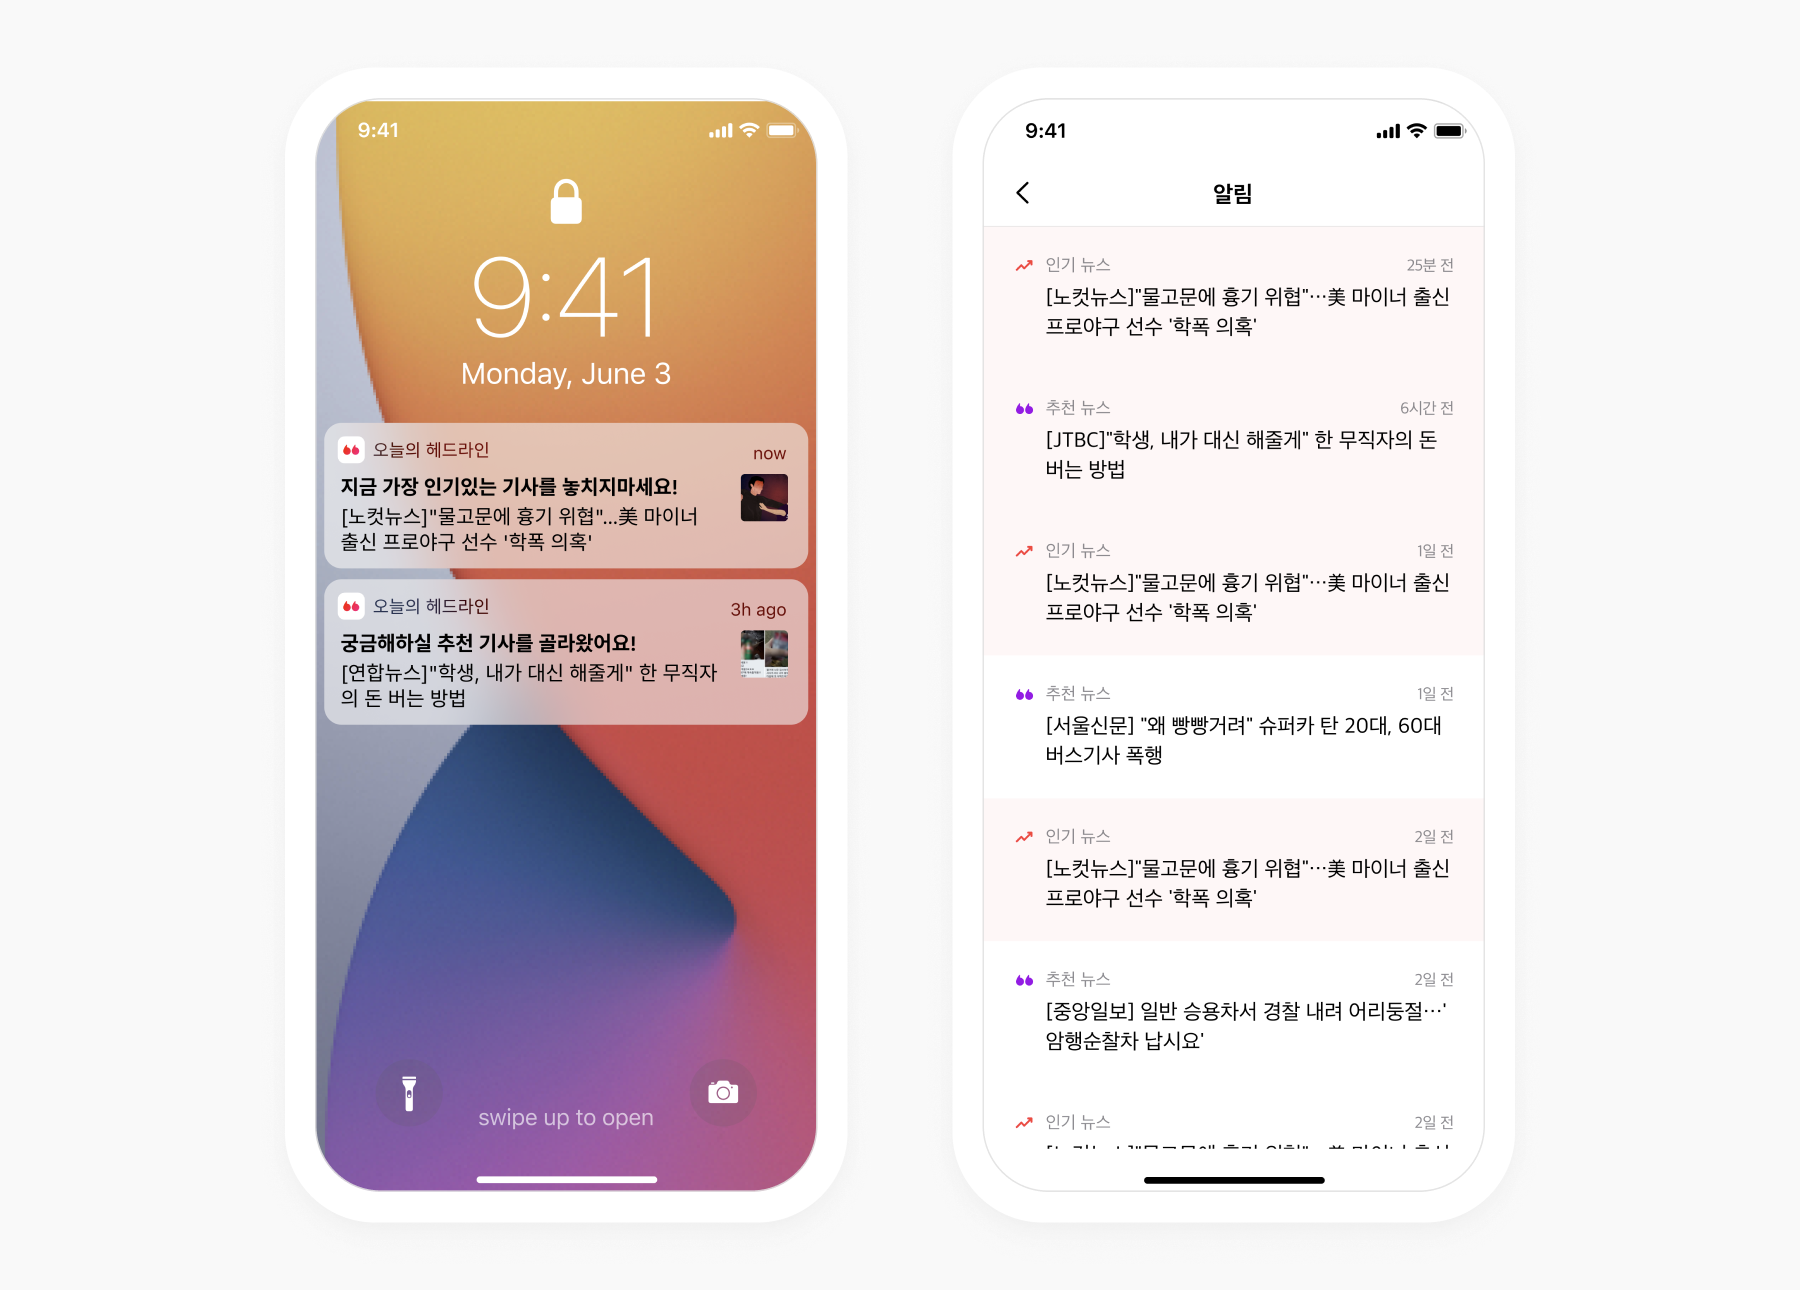 9:41
9:41
Monday, June 3
오늘의 헤드라인
now
지금 가장 인기있는 기사를 놓치지마세요!
[노컷뉴스]"물고문에 흉기 위협"...美 마이너
출신 프로야구 선수 '학폭 의혹'
오늘의 헤드라인
3h ago
궁금해하실 추천 기사를 골라왔어요!
[연합뉴스]"학생, 내가 대신 해줄게" 한 무직자
의 돈 버는 방법
swipe up to open
9:41
알림
인기 뉴스
25분 전
[노컷뉴스]"물고문에 흉기 위협"…美 마이너 출신
프로야구 선수 '학폭 의혹'
추천 뉴스
6시간 전
[JTBC]"학생, 내가 대신 해줄게" 한 무직자의 돈
버는 방법
인기 뉴스
1일 전
[노컷뉴스]"물고문에 흉기 위협"…美 마이너 출신
프로야구 선수 '학폭 의혹'
추천 뉴스
1일 전
[서울신문] "왜 빵빵거려" 슈퍼카 탄 20대, 60대
버스기사 폭행
인기 뉴스
2일 전
[노컷뉴스]"물고문에 흉기 위협"…美 마이너 출신
프로야구 선수 '학폭 의혹'
추천 뉴스
2일 전
[중앙일보] 일반 승용차서 경찰 내려 어리둥절…'
암행순찰차 납시요'
인기 뉴스
2일 전